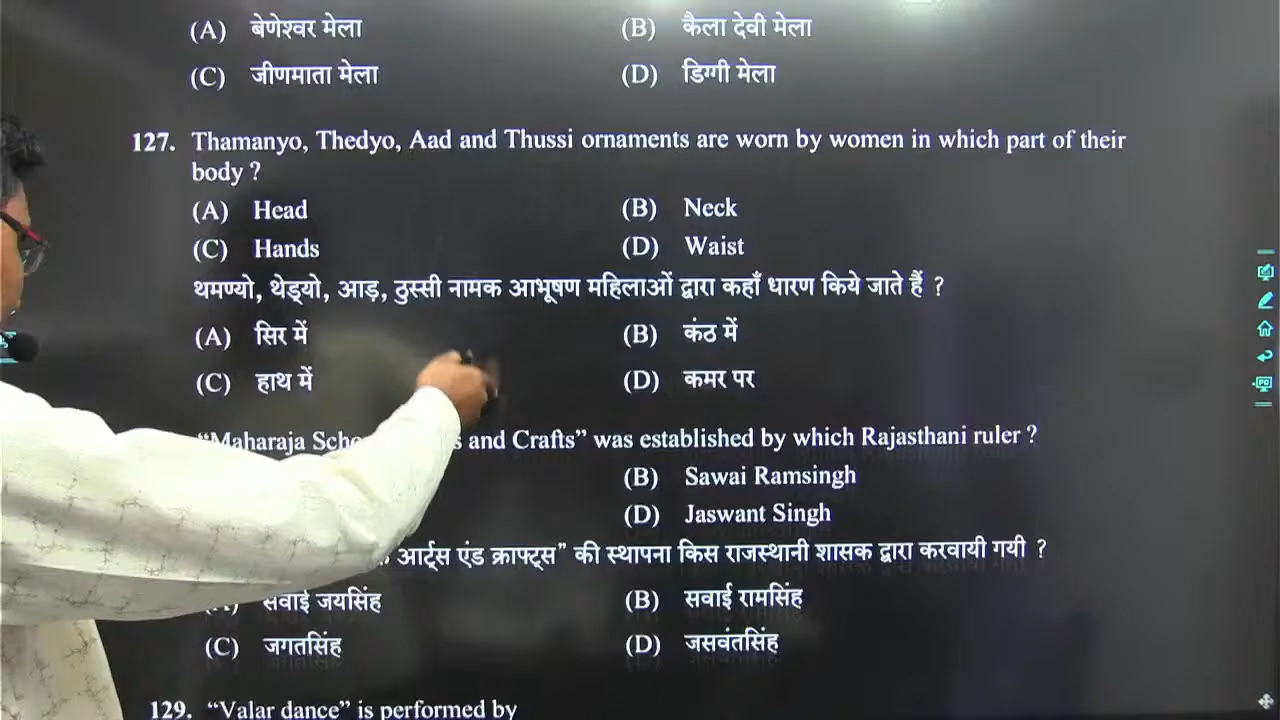 (A) बेणेश्वर मेला (B) कैला देवी मेला
(C) जीणमाता मेला (D) डिग्गी मेला
127. Thamanyo, Thedyo, Aad and Thussi ornaments are worn by women in which part of their
body ?
(A) Head (B) Neck
(C) Hands (D) Waist
थमण्यो, थेड्यो, आड़, ठुस्सी नामक आभूषण महिलाओं द्वारा कहाँ धारण किये जाते हैं ?
(A) सिर में (B) कंठ में
(C) हाथ में (D) कमर पर
“Maharaja and Crafts” was established by which Rajasthani ruler ?
(B) Sawai Ramsingh
(D) Jaswant Singh
आर्ट्स एंड क्राफ्ट्स” की स्थापना किस राजस्थानी शासक द्वारा करवायी गयी ?
(A) सवाई जयसिंह (B) सवाई रामसिंह
(C) जगतसिंह (D) जसवंतसिंह
129. “Valar dance” is performed by